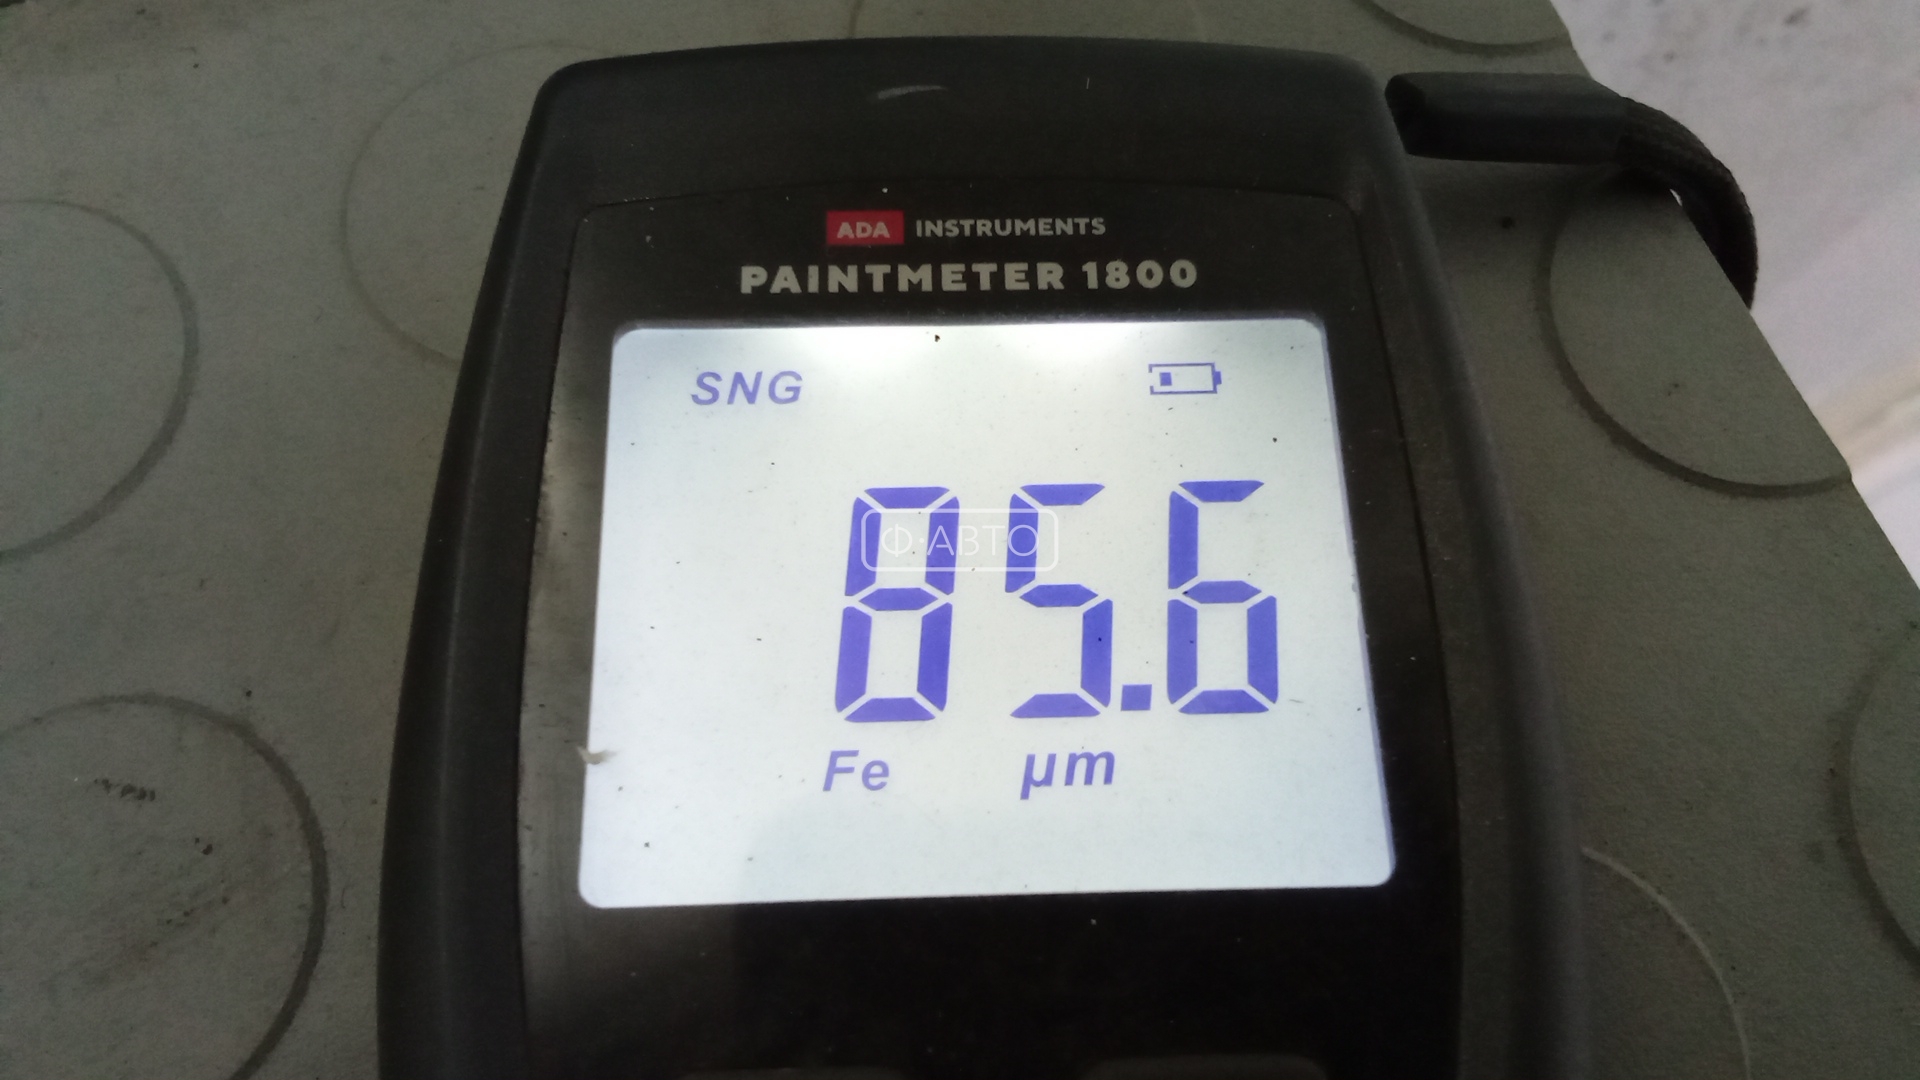 ADA INSTRUMENTS
PAINTMETER 1800
SNG
85.6
Ф·АВТО
Fe µm